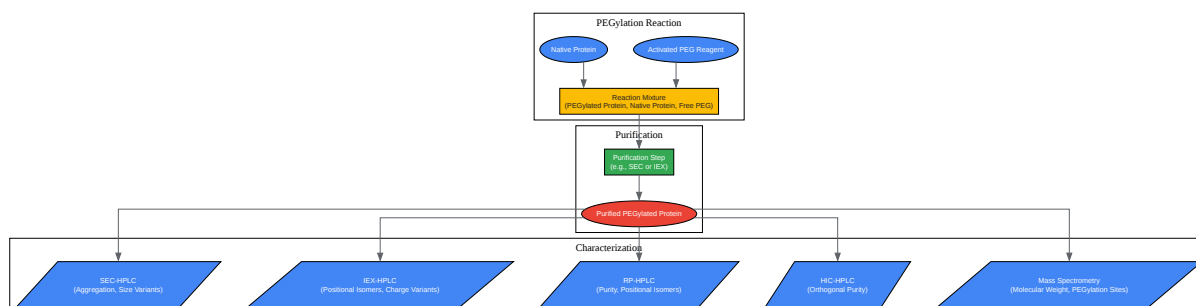 PEGylation Reaction
Native Protein
Activated PEG Reagent
Reaction Mixture
(PEGylated Protein, Native Protein, Free PEG)
Purification
Purification Step
(e.g., SEC or IEX)
Purified PEGylated Protein
Characterization
SEC-HPLC
(Aggregation, Size Variants)
IEX-HPLC
(Positional Isomers, Charge Variants)
RP-HPLC
(Purity, Positional Isomers)
HIC-HPLC
(Orthogonal Purity)
Mass Spectrometry
(Molecular Weight, PEGylation Sites)